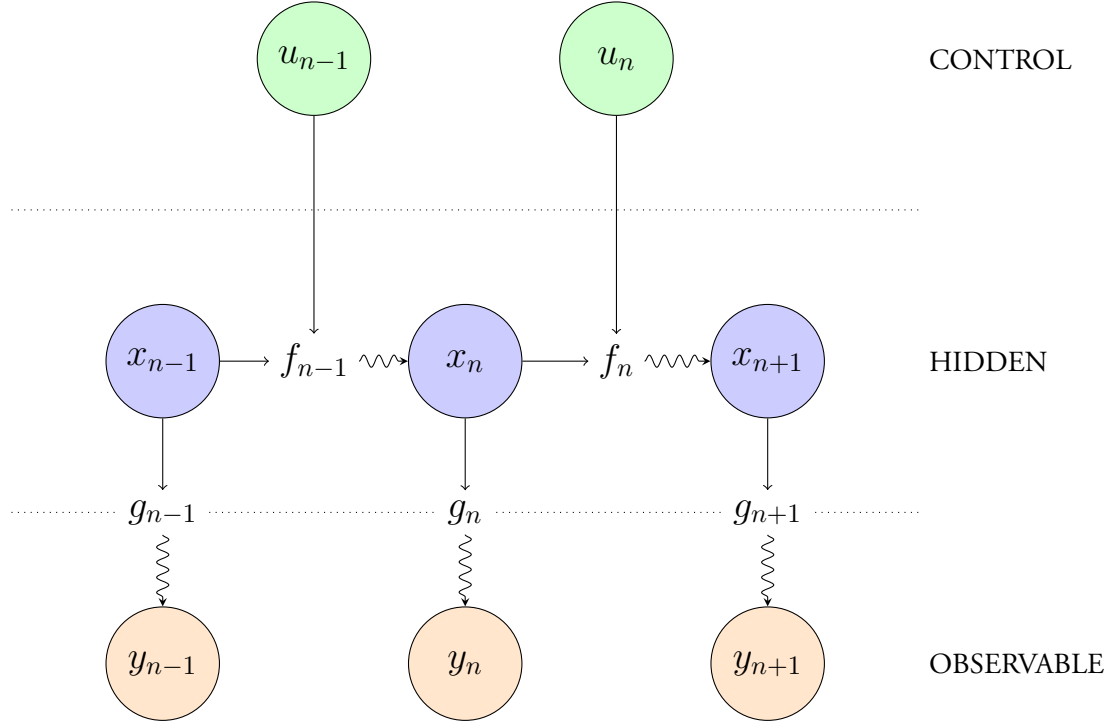 u_{n−1} u_n CONTROL
x_{n−1} f_{n−1} x_n f_n x_{n+1} HIDDEN
g_{n−1} g_n g_{n+1}
y_{n−1} y_n y_{n+1} OBSERVABLE